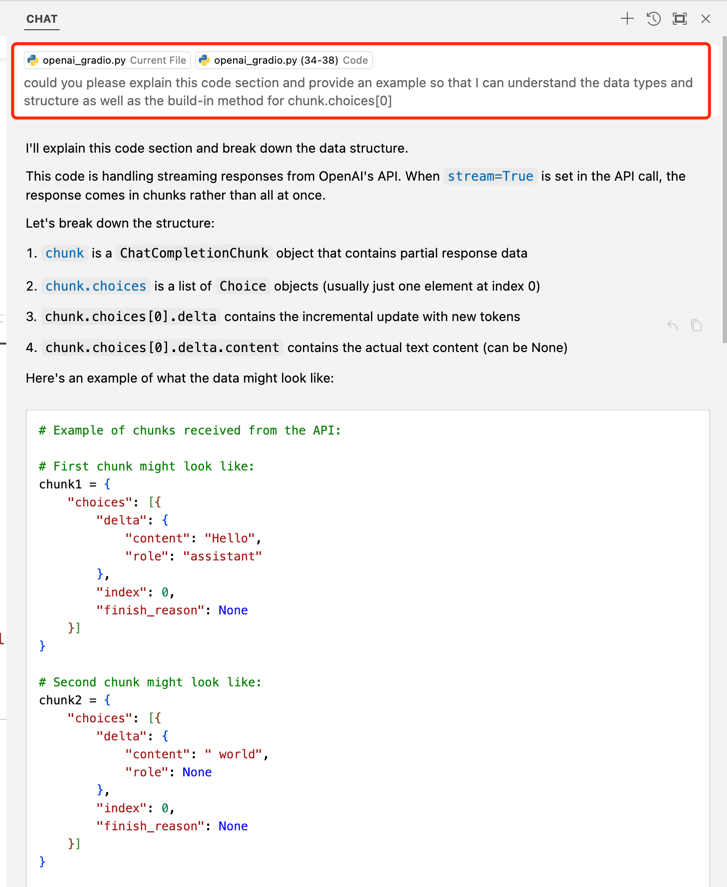 CHAT
openai_gradio.py Current File openai_gradio.py (34-38) Code
could you please explain this code section and provide an example so that I can understand the data types and
structure as well as the build-in method for chunk.choices[0]
I'll explain this code section and break down the data structure.
This code is handling streaming responses from OpenAI's API. When stream=True is set in the API call, the
response comes in chunks rather than all at once.
Let's break down the structure:
1. chunk is a ChatCompletionChunk object that contains partial response data
2. chunk.choices is a list of Choice objects (usually just one element at index 0)
3. chunk.choices[0].delta contains the incremental update with new tokens
4. chunk.choices[0].delta.content contains the actual text content (can be None)
Here's an example of what the data might look like:
# Example of chunks received from the API:
# First chunk might look like:
chunk1 = {
"choices": [{
"delta": {
"content": "Hello",
"role": "assistant"
},
"index": 0,
"finish_reason": None
}]
}
# Second chunk might look like:
chunk2 = {
"choices": [{
"delta": {
"content": " world",
"role": None
},
"index": 0,
"finish_reason": None
}]
}